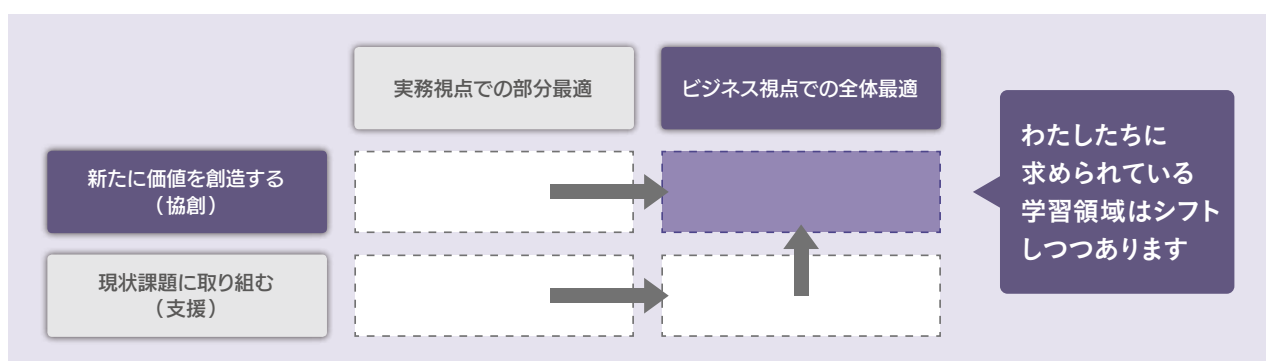 実務視点での部分最適
ビジネス視点での全体最適
新たに価値を創造する
（協創）
現状課題に取り組む
（支援）
わたしたちに
求められている
学習領域はシフト
しつつあります